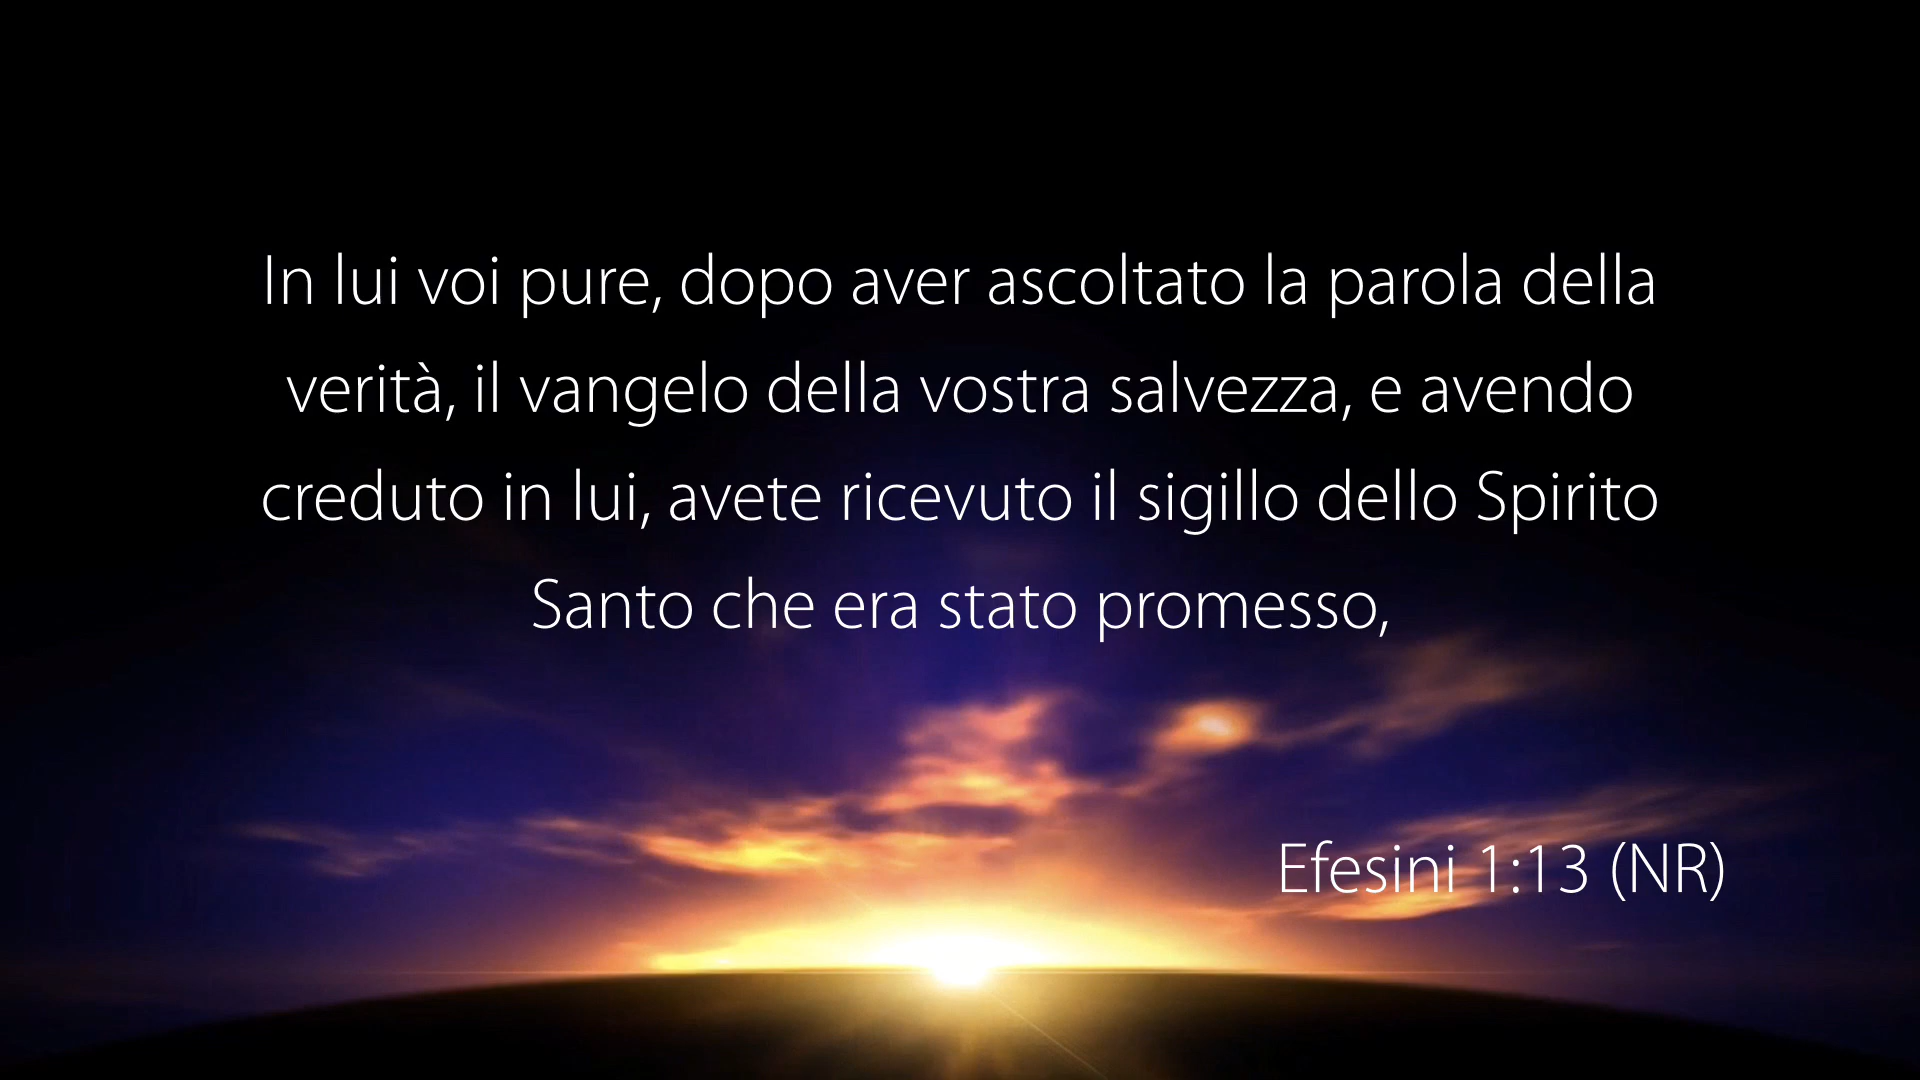 In lui voi pure, dopo aver ascoltato la parola della
verità, il vangelo della vostra salvezza, e avendo
creduto in lui, avete ricevuto il sigillo dello Spirito
Santo che era stato promesso,
Efesini 1:13 (NR)